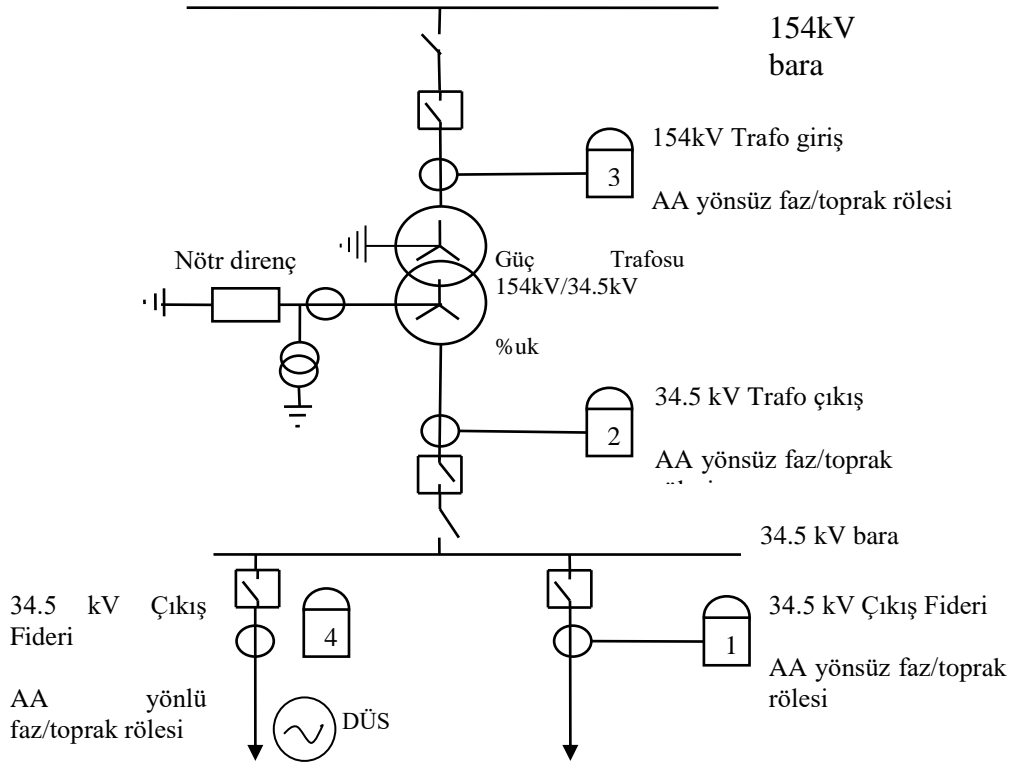 154kV
bara
154kV Trafo giriş
3
AA yönsüz faz/toprak rölesi
Nötr direnç
Güç Trafosu
154kV/34.5kV
%uk
34.5 kV Trafo çıkış
2
AA yönsüz faz/toprak
34.5 kV bara
34.5 kV Çıkış
Fideri
4
AA yönlü
faz/toprak rölesi
DÜS
34.5 kV Çıkış Fideri
1
AA yönsüz faz/toprak
rölesi